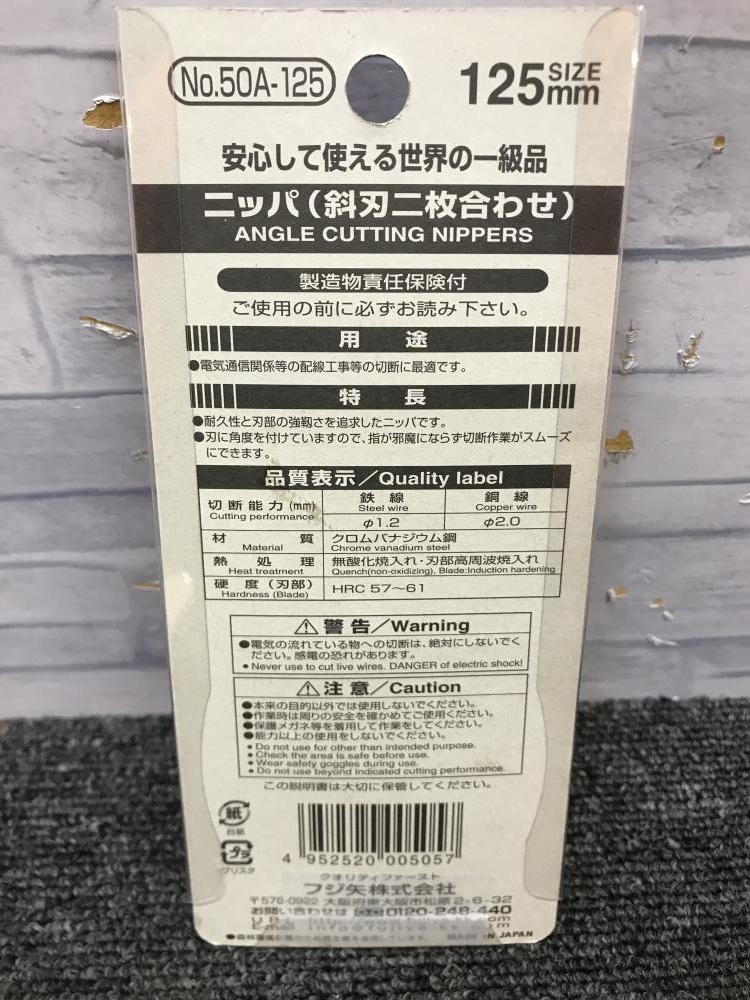 No.50A-125
125 SIZE mm
安心して使える世界の一級品
ニッパ(斜刃二枚合わせ)
ANGLE CUTTING NIPPERS
製造物責任保険付
ご使用の前に必ずお読み下さい。
用 途
●電気通信関係等の配線工事等の切断に最適です。
特 長
●耐久性と刃部の強靱さを追求したニッパです。
●刃に角度を付けていますので、指が邪魔にならず切断作業がスムーズ
にできます。
品質表示/Quality label
切断能力(mm) 鉄線 銅線
Cutting performance Steel wire Copper wire
φ1.2 φ2.0
材質 クロムバナジウム鋼
Material Chrome vanadium steel
熱処理 無酸化焼入れ・刃部高周波焼入れ
Heat treatment Quench(non-oxidizing), Blade:Induction hardening
硬度(刃部) HRC 57~61
Hardness (Blade)
⚠警告/Warning
●電気の流れている物への切断は、絶対にしないでく
ださい。感電の恐れがあります。
● Never use to cut live wires. DANGER of electric shock!
⚠注意/Caution
●本来の目的以外では使用しないでください。
●作業時は周りの安全を確かめてご使用ください。
●保護メガネ等を着用して作業をしてください。
●能力以上の使用をしないでください。
● Do not use for other than intended purpose.
● Check the area is safe before use.
● Wear safety goggles during use.
● Do not use beyond indicated cutting performance.
この説明書は大切に保管してください。
紙
台紙
プラ
ブリスタ
4 952520 005057
クオリティファースト
フジ矢株式会社
〒578-0922 大阪府東大阪市松原2-6-32
お問い合わせは 0120-248-440
E-mail
MADE IN JAPAN